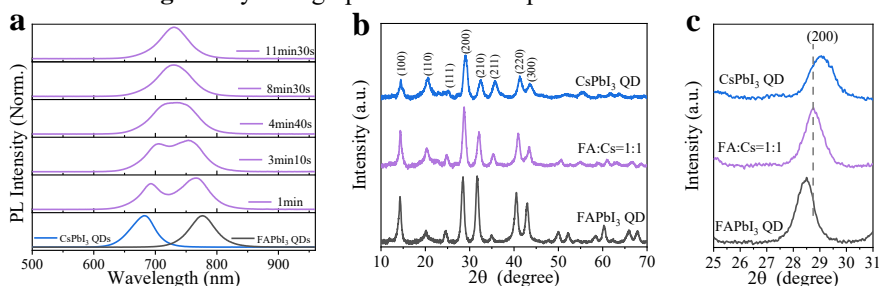 a
PL Intensity (Norm.)
11min30s
8min30s
4min40s
3min10s
1min
CsPbI₃ QDs
FAPbI₃ QDs
500 600 700 800 900
Wavelength (nm)
b
Intensity (a.u.)
(100)
(110)
(111)
(200)
(210)
(211)
(220)
(300)
CsPbI₃ QD
FA:Cs=1:1
FAPbI₃ QD
10 20 30 40 50 60 70
2θ (degree)
c
Intensity (a.u.)
(200)
CsPbI₃ QD
FA:Cs=1:1
FAPbI₃ QD
25 26 27 28 29 30 31
2θ (degree)